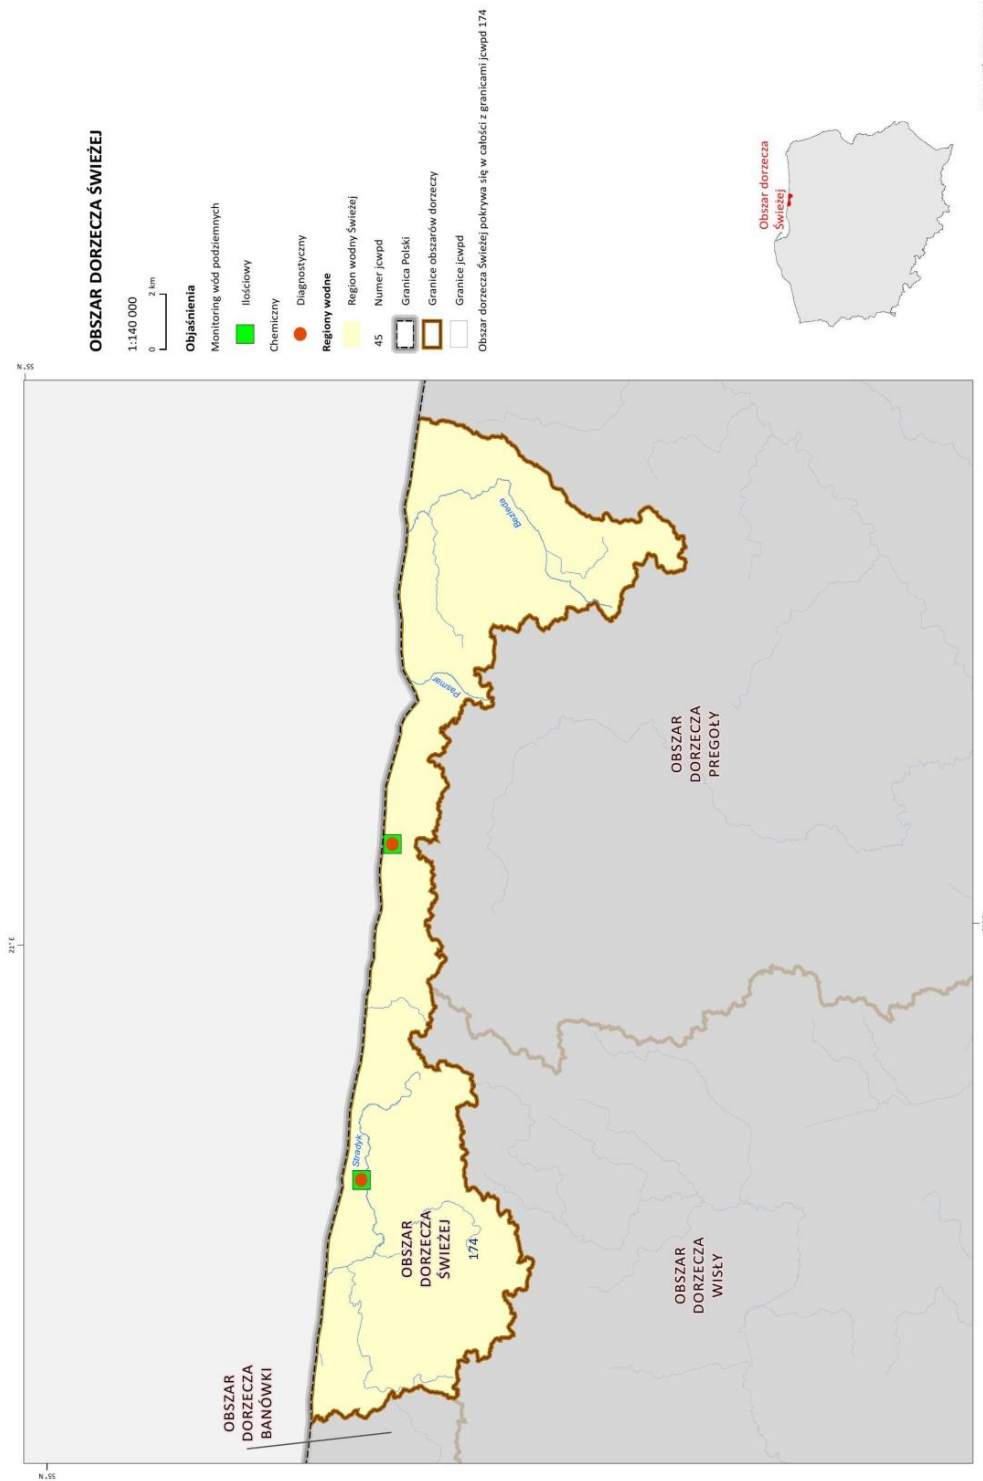 OBSZAR DORZECZA ŚWIEŻEJ
1:140 000
0 2 km
Objaśnienia
Monitoring wód podziemnych
Ilościowy
Chemiczny
Diagnostyczny
Regiony wodne
Region wodny Świeżej
45 Numer jcwpd
Granica Polski
Granice obszarów dorzeczy
Granice jcwpd
Obszar dorzecza Świeżej pokrywa się w całości z granicami jcwpd 174
Obszar dorzecza
Świeżej
N .55
21° E
N .55
OBSZAR
DORZECZA
BANÓWKI
Stradyk
OBSZAR
DORZECZA
ŚWIEŻEJ
174
Pasmar
Bezleda
OBSZAR
DORZECZA
WISŁY
OBSZAR
DORZECZA
PREGOŁY